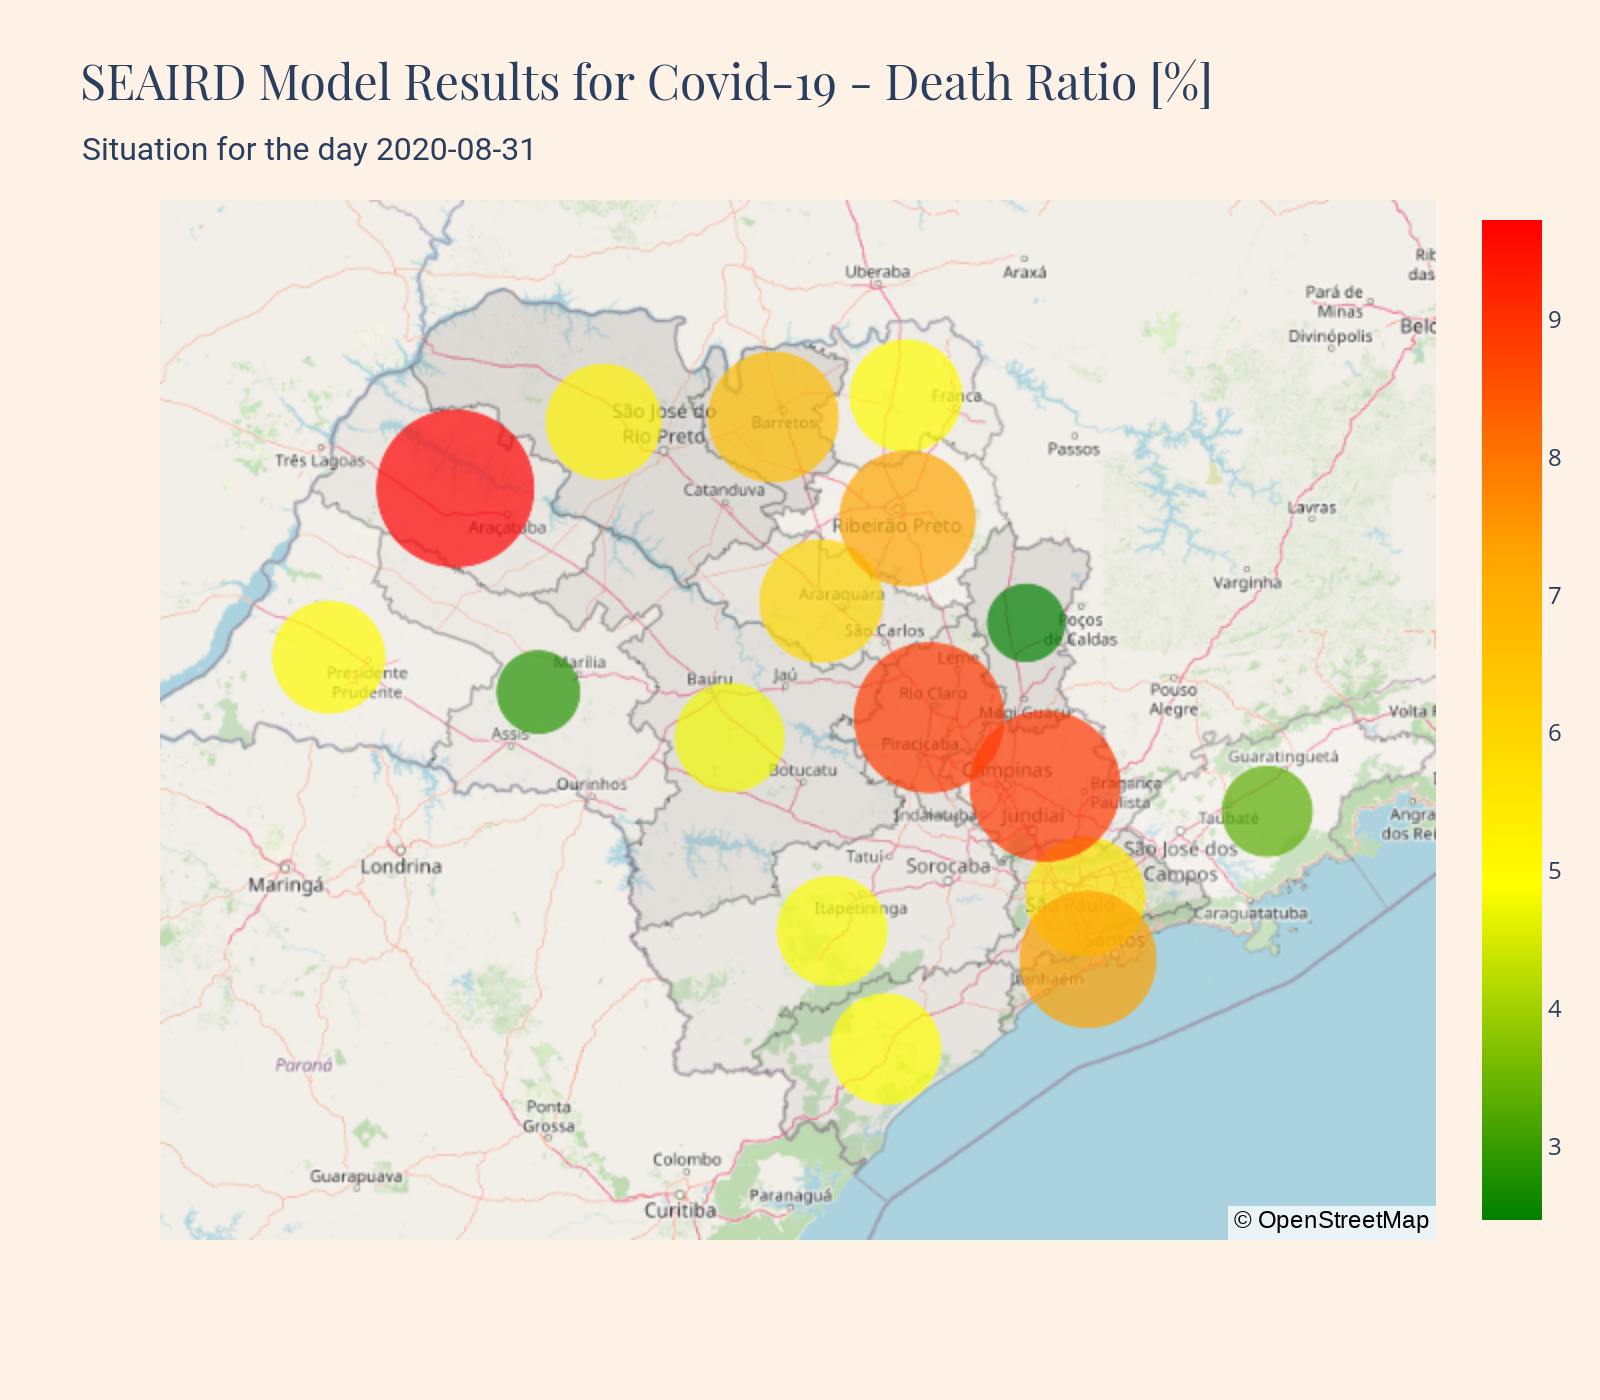 SEAIRD Model Results for Covid-19 - Death Ratio [%]
Situation for the day 2020-08-31
Uberaba
Araxá
Rib
das
Pará de
Minas
Divinópolis
Belo
Franca
São José do
Rio Preto
Barretos
Passos
Três Lagoas
Catanduva
Araçatuba
Ribeirão Preto
Lavras
Varginha
Araraquara
São Carlos
Poços
de Caldas
Leme
Marília
Presidente
Prudente
Bauru
Jaú
Rio Claro
Mogi Guaçu
Pouso
Alegre
Volta R
Assis
Piracicaba
Campinas
Guaratinguetá
Botucatu
Ourinhos
Bragança
Paulista
Indaiatuba
Jundiaí
Taubaté
Angra
dos Rei
São José dos
Campos
Tatuí
Sorocaba
Londrina
Maringá
Itapetininga
São Paulo
Caraguatatuba
Santos
Itanhaém
Paraná
Ponta
Grossa
Colombo
Guarapuava
Paranaguá
Curitiba
© OpenStreetMap
9
8
7
6
5
4
3